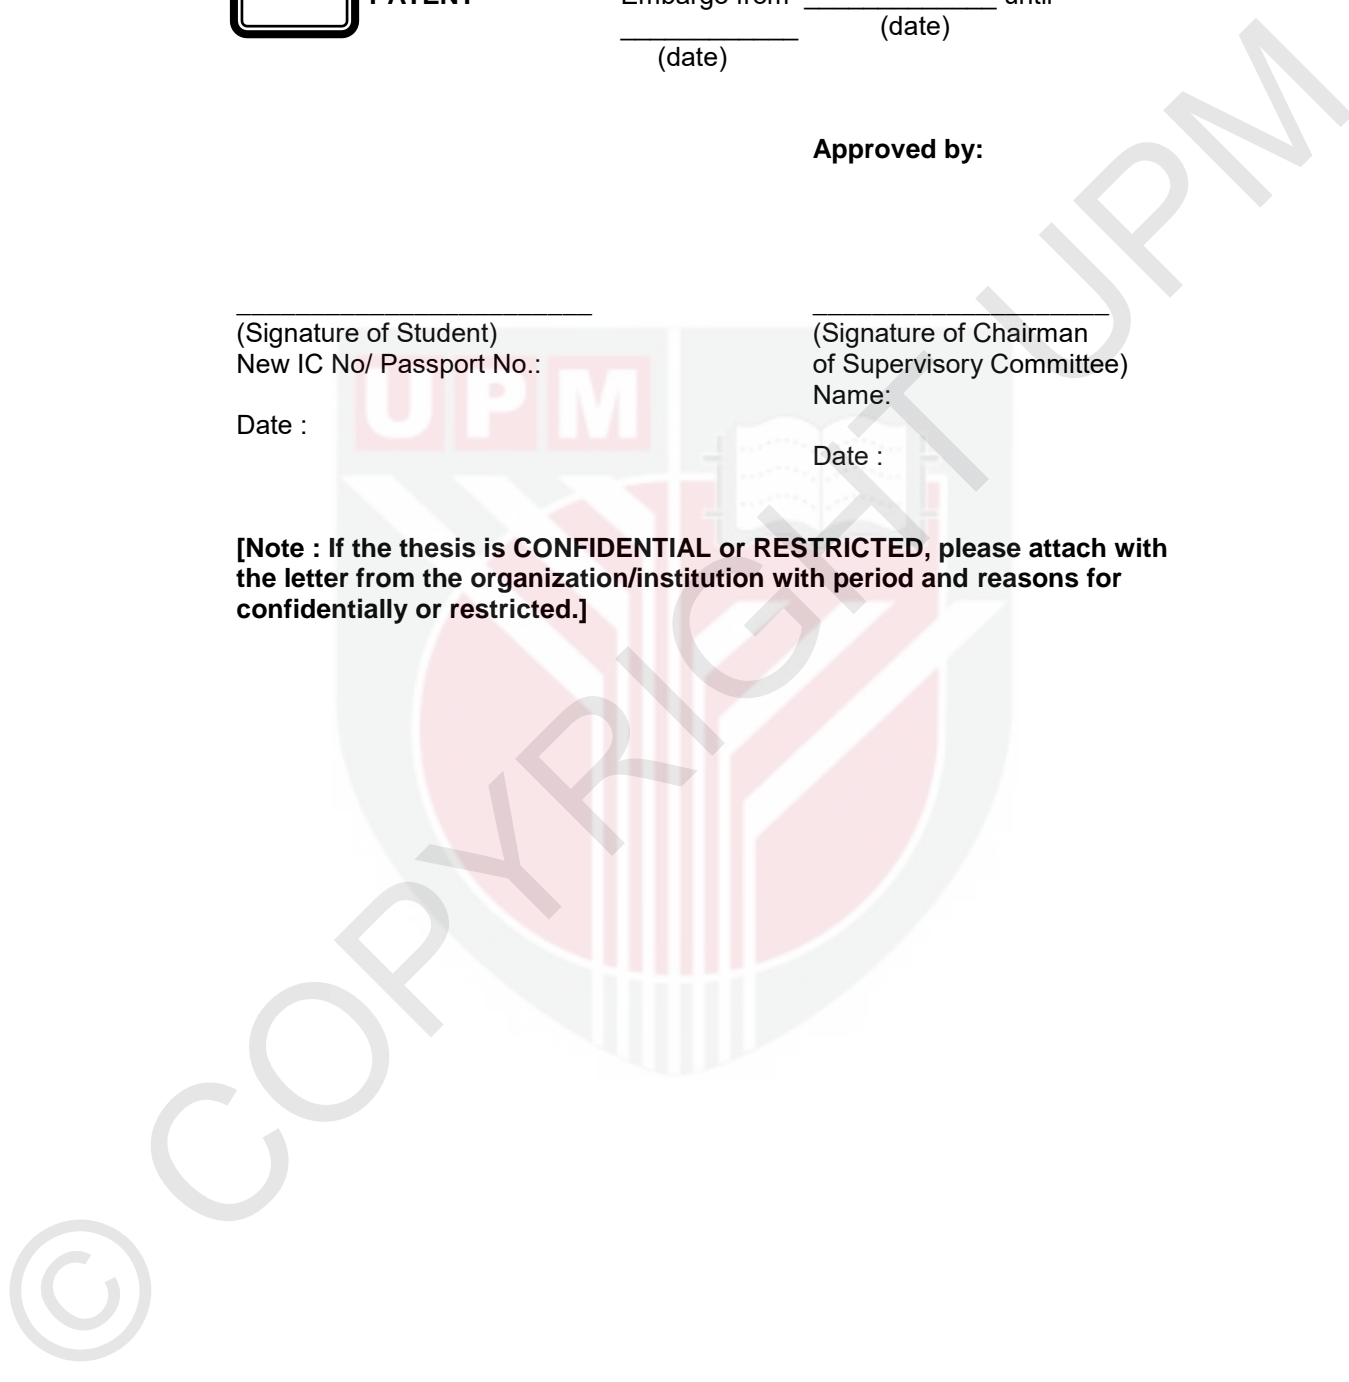 PATENT Embargo from _____________ until
____________ (date)
(date)
Approved by:
________________________ ____________________
(Signature of Student) (Signature of Chairman
New IC No/ Passport No.: of Supervisory Committee)
Name:
Date :
Date :
[Note : If the thesis is CONFIDENTIAL or RESTRICTED, please attach with
the letter from the organization/institution with period and reasons for
confidentially or restricted.]
UPM
© COPYRIGHT UPM